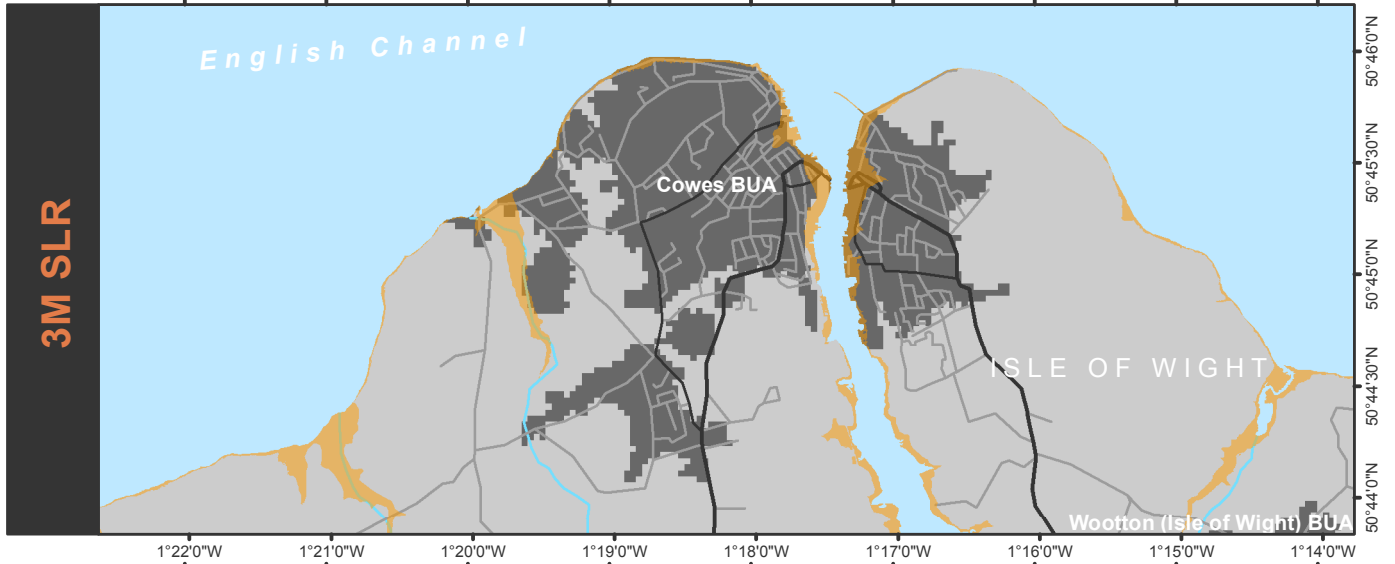 3M SLR
English Channel
Cowes BUA
ISLE OF WIGHT
Wootton (Isle of Wight) BUA
50°46'0"N
50°45'30"N
50°45'0"N
50°44'30"N
50°44'0"N
1°22'0"W
1°21'0"W
1°20'0"W
1°19'0"W
1°18'0"W
1°17'0"W
1°16'0"W
1°15'0"W
1°14'0"W